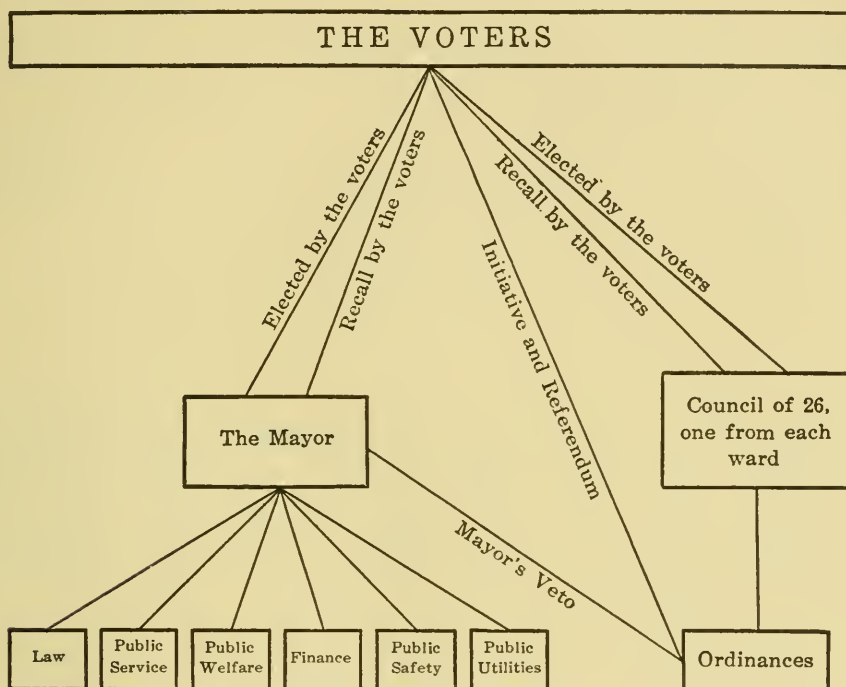 THE VOTERS
Elected by the voters
Recall by the voters
Initiative and Referendum
Recall by the voters
Elected by the voters
The Mayor
Council of 26,
one from each
ward
Mayor's Veto
Law
Public
Service
Public
Welfare
Finance
Public
Safety
Public
Utilities
Ordinances